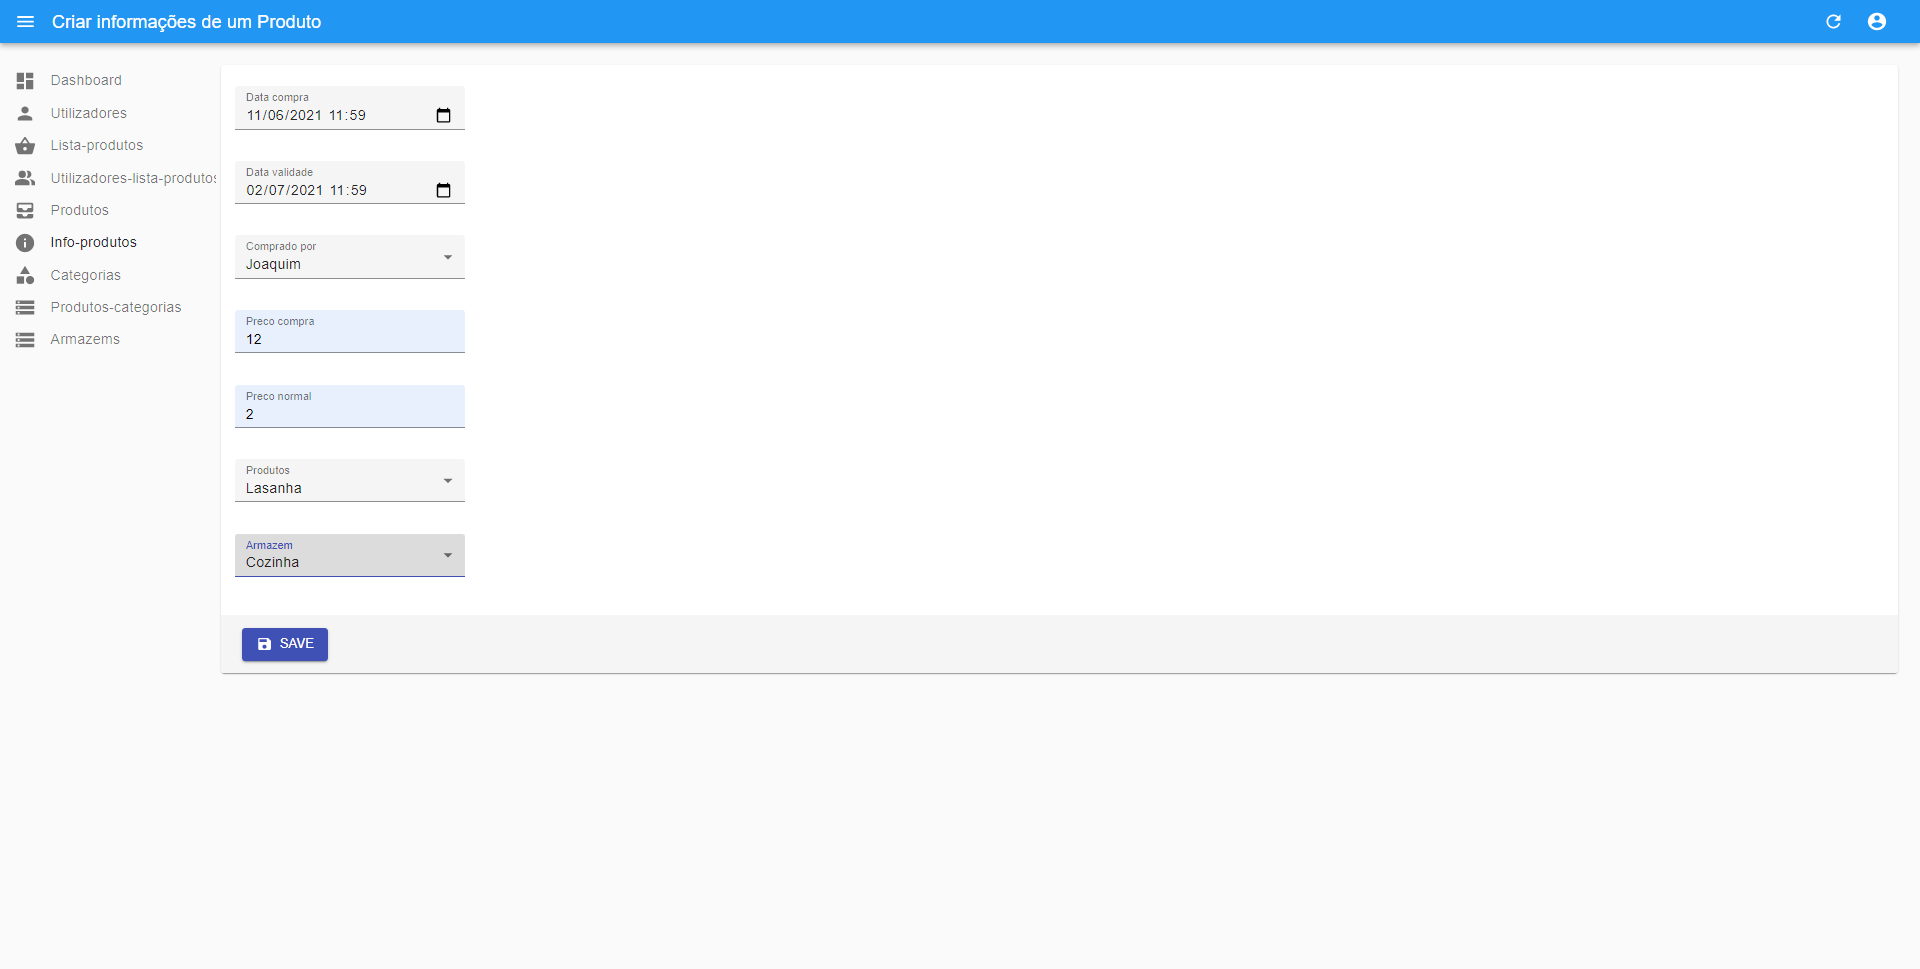 Criar informações de um Produto
Dashboard
Utilizadores
Lista-produtos
Utilizadores-lista-produtos
Produtos
Info-produtos
Categorias
Produtos-categorias
Armazems
Data compra
11/06/2021 11:59
Data validade
02/07/2021 11:59
Comprado por
Joaquim
Preco compra
12
Preco normal
2
Produtos
Lasanha
Armazem
Cozinha
SAVE